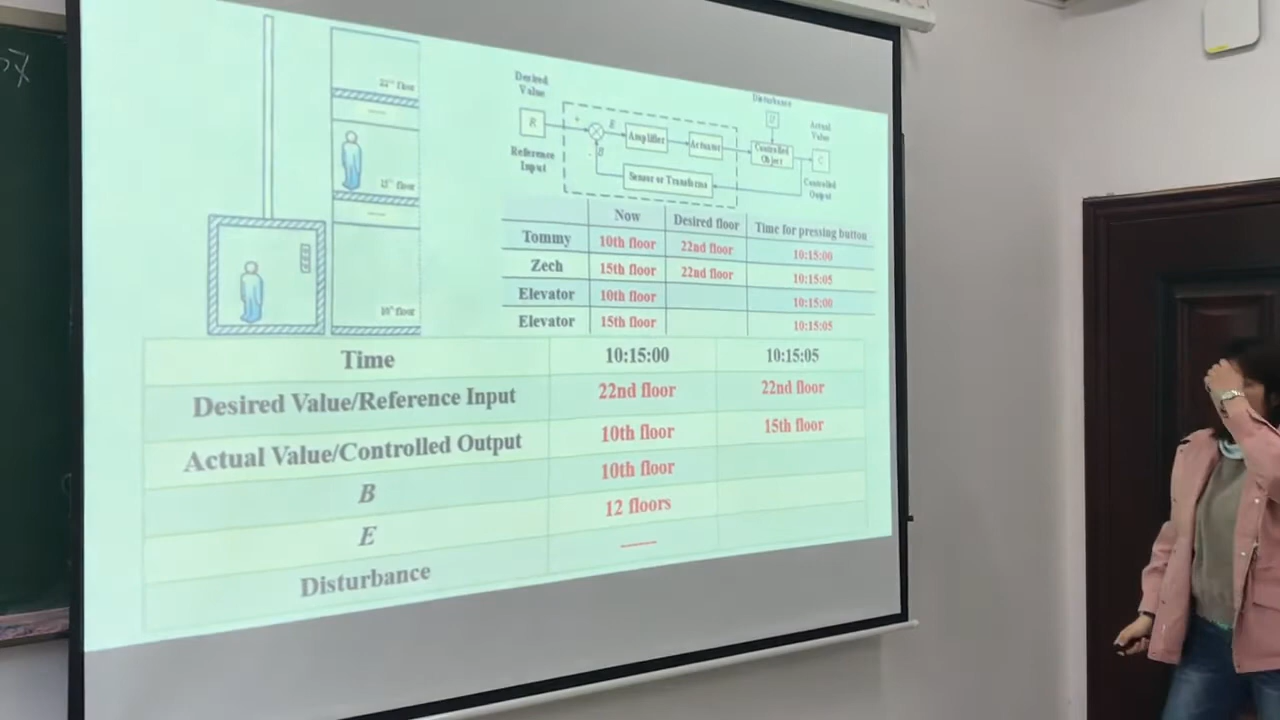 22nd floor
15th floor
10th floor
Desired
Value
R
Reference
Input
+
E
B
Amplifier
Actuator
Sensor or Transducer
Disturbance
D
Controlled
Object
Actual
Value
C
Controlled
Output
Now Desired floor Time for pressing button
Tommy 10th floor 22nd floor 10:15:00
Zech 15th floor 22nd floor 10:15:05
Elevator 10th floor 10:15:00
Elevator 15th floor 10:15:05
Time 10:15:00 10:15:05
Desired Value/Reference Input 22nd floor 22nd floor
Actual Value/Controlled Output 10th floor 15th floor
B 10th floor
E 12 floors
Disturbance ——